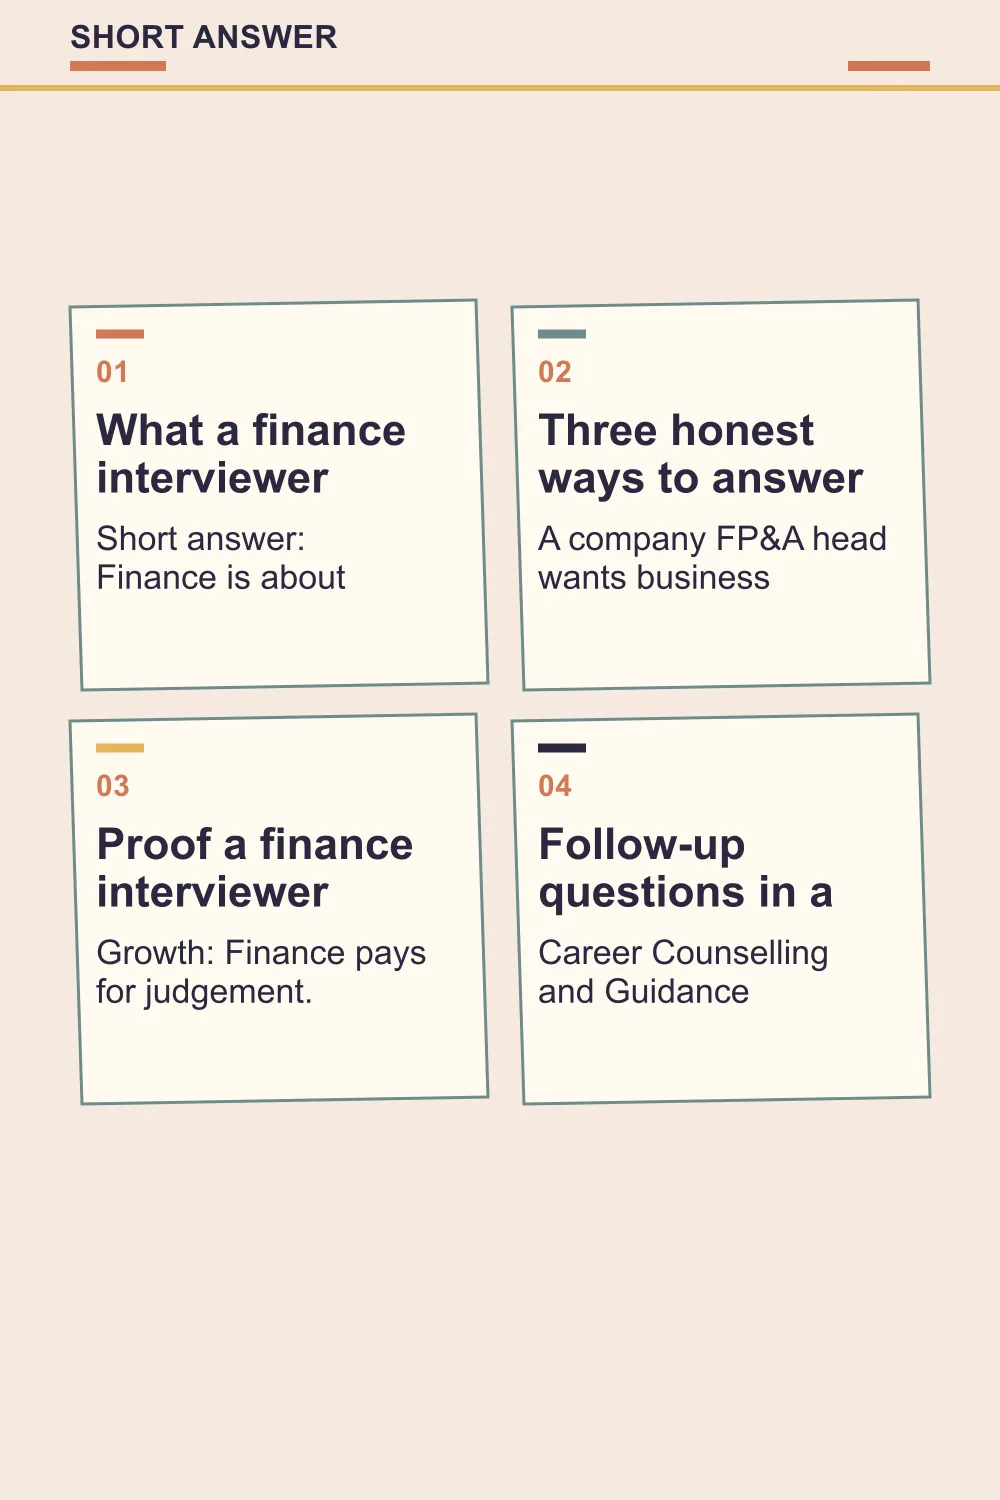 SHORT ANSWER
01
What a finance
interviewer
Short answer:
Finance is about
02
Three honest
ways to answer
A company FP&A head
wants business
03
Proof a finance
interviewer
Growth: Finance pays
for judgement.
04
Follow-up
questions in a
Career Counselling
and Guidance